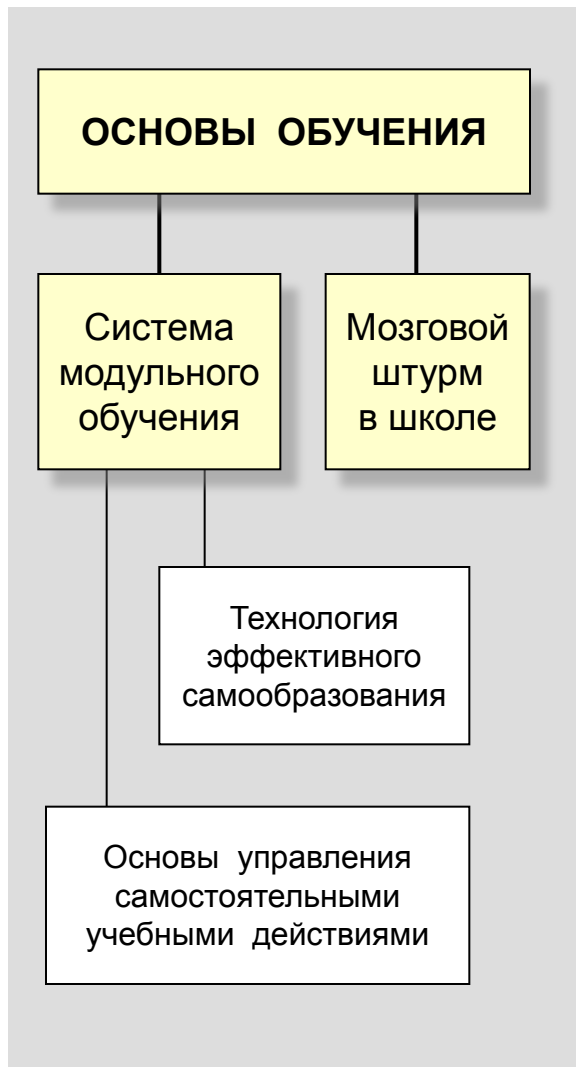 ОСНОВЫ ОБУЧЕНИЯ
Система
модульного
обучения
Мозговой
штурм
в школе
Технология
эффективного
самообразования
Основы управления
самостоятельными
учебными действиями